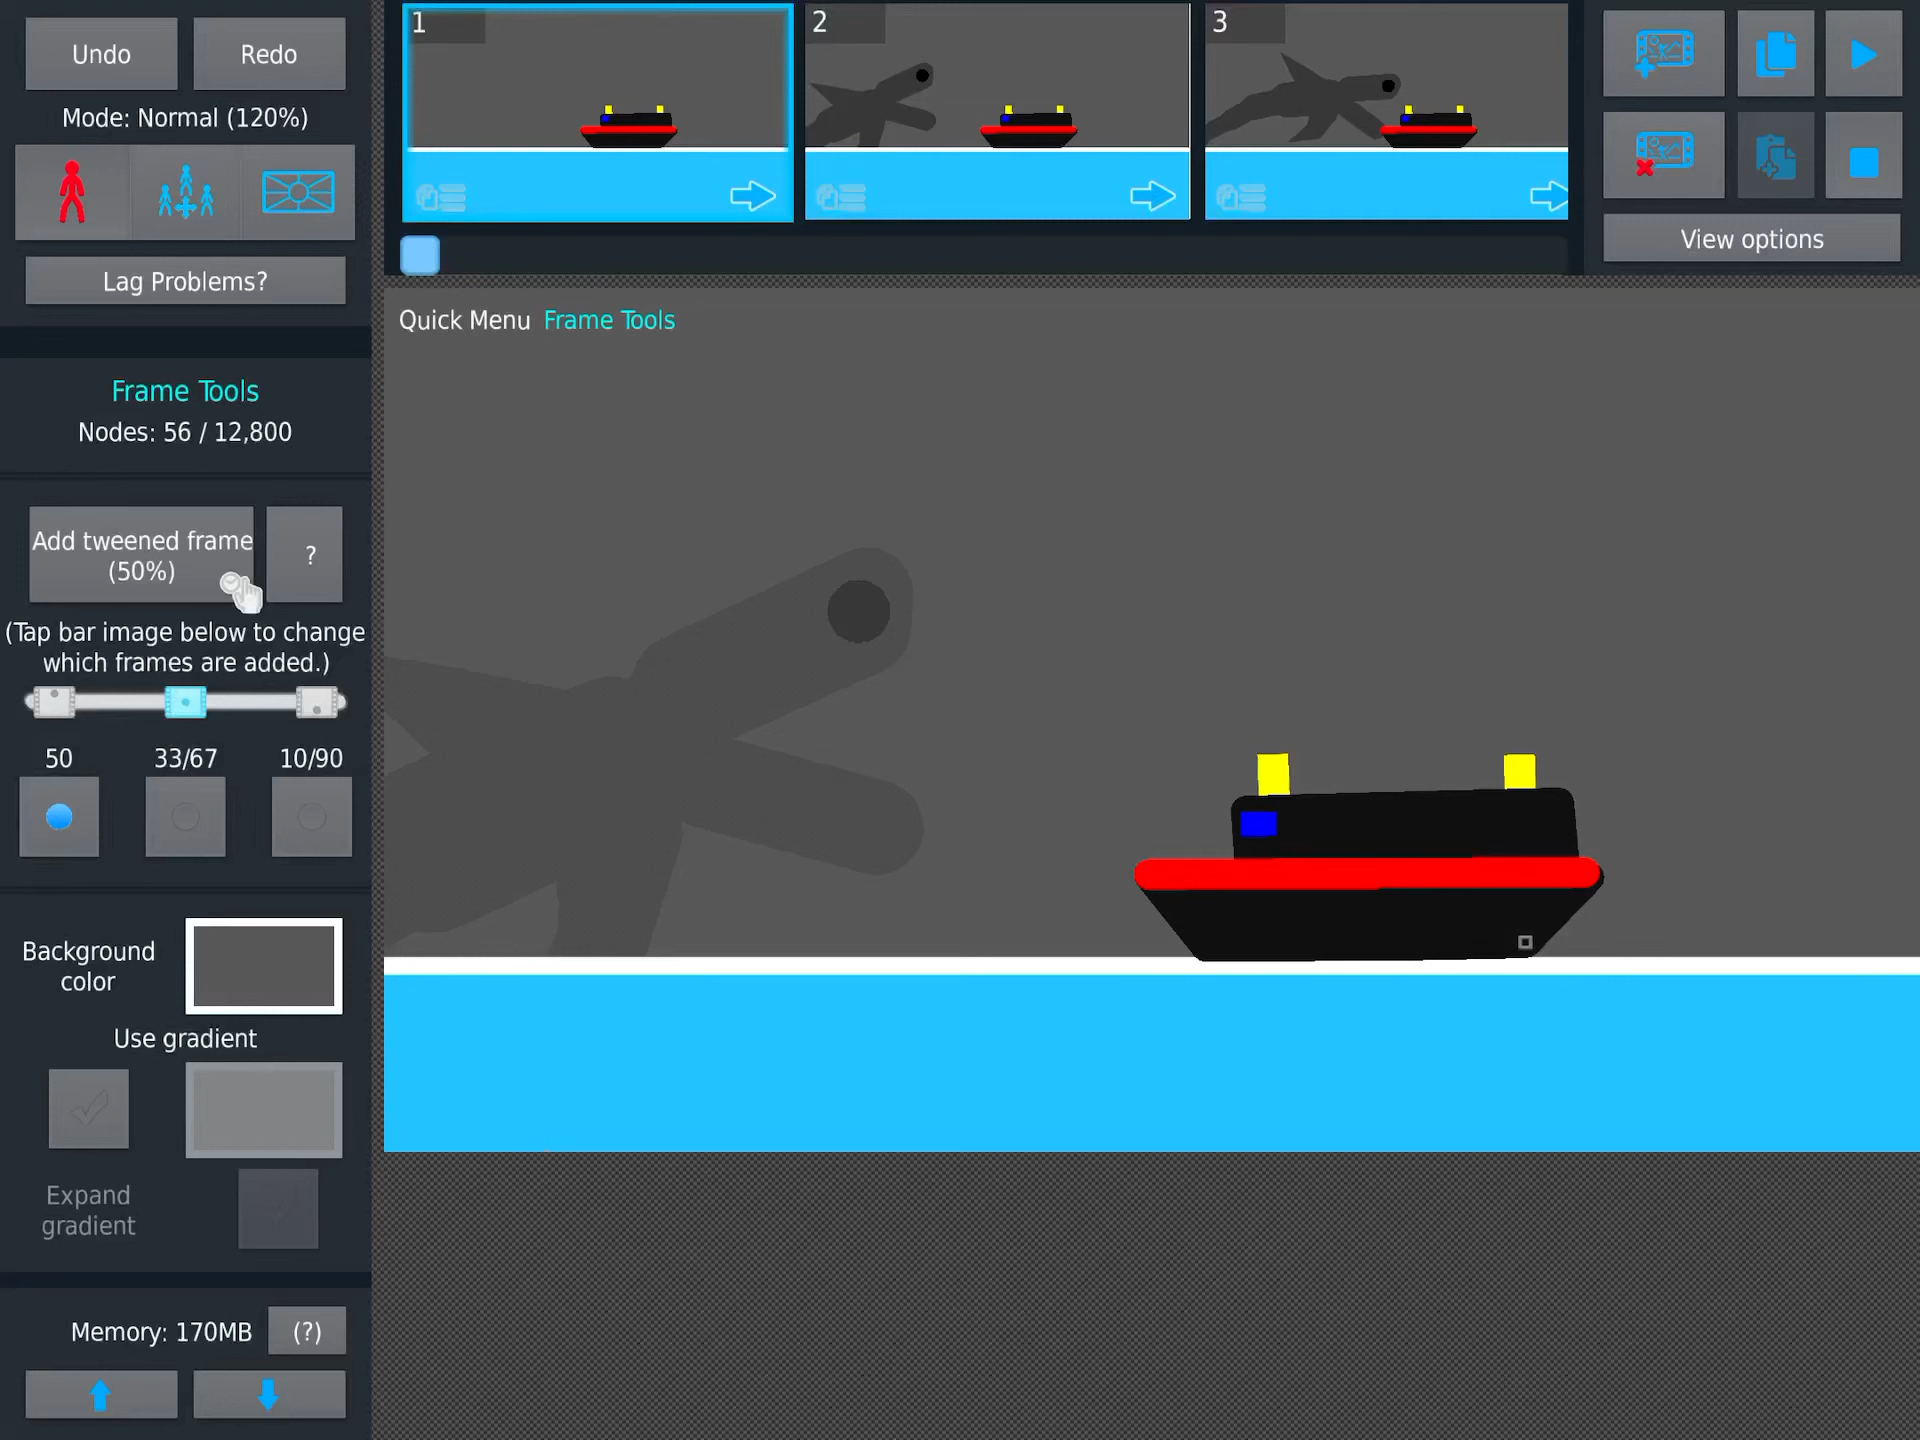 Undo
Redo
Mode: Normal (120%)
Lag Problems?
1
2
3
View options
Quick Menu Frame Tools
Frame Tools
Nodes: 56 / 12,800
Add tweened frame
(50%)
?
(Tap bar image below to change
which frames are added.)
50
33/67
10/90
Background
color
Use gradient
Expand
gradient
Memory: 170MB
(?)